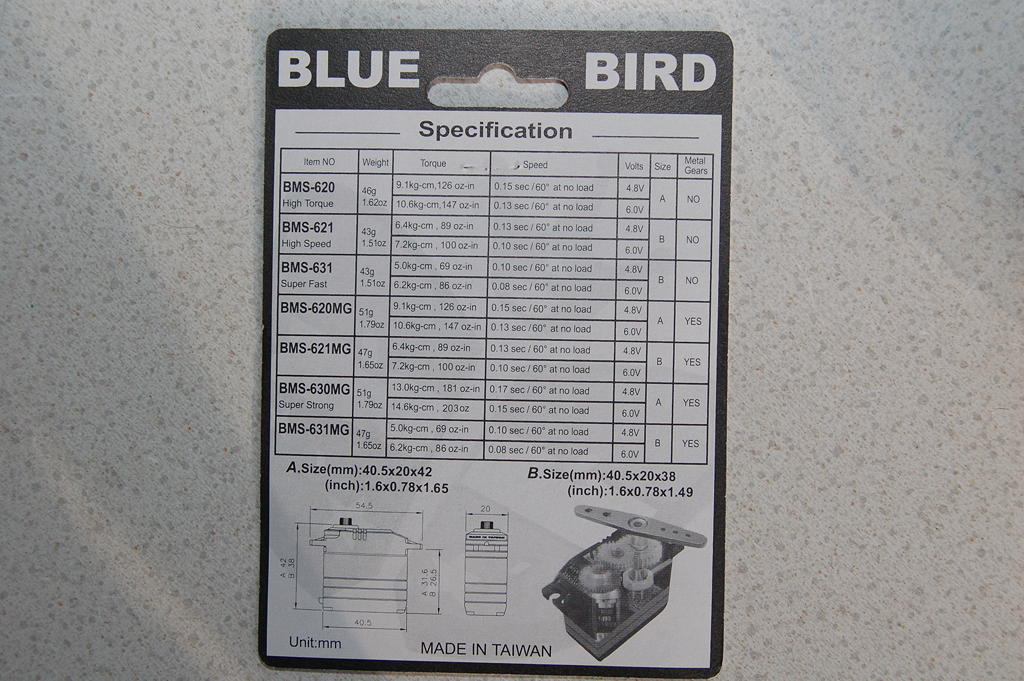 BLUE BIRD
Specification
Item NO Weight Torque Speed Volts Size Metal Gears
BMS-620 High Torque 46g 1.62oz A NO
9.1kg-cm,126 oz-in 0.15 sec / 60° at no load 4.8V
10.6kg-cm,147 oz-in 0.13 sec / 60° at no load 6.0V
BMS-621 High Speed 43g 1.51oz B NO
6.4kg-cm , 89 oz-in 0.13 sec / 60° at no load 4.8V
7.2kg-cm , 100 oz-in 0.10 sec / 60° at no load 6.0V
BMS-631 Super Fast 43g 1.51oz B NO
5.0kg-cm , 69 oz-in 0.10 sec / 60° at no load 4.8V
6.2kg-cm , 86 oz-in 0.08 sec / 60° at no load 6.0V
BMS-620MG 51g 1.79oz A YES
9.1kg-cm , 126 oz-in 0.15 sec / 60° at no load 4.8V
10.6kg-cm , 147 oz-in 0.13 sec / 60° at no load 6.0V
BMS-621MG 47g 1.65oz B YES
6.4kg-cm , 89 oz-in 0.13 sec / 60° at no load 4.8V
7.2kg-cm , 100 oz-in 0.10 sec / 60° at no load 6.0V
BMS-630MG Super Strong 51g 1.79oz A YES
13.0kg-cm , 181 oz-in 0.17 sec / 60° at no load 4.8V
14.6kg-cm , 203oz 0.15 sec / 60° at no load 6.0V
BMS-631MG 47g 1.65oz B YES
5.0kg-cm , 69 oz-in 0.10 sec / 60° at no load 4.8V
6.2kg-cm , 86 oz-in 0.08 sec / 60° at no load 6.0V
A.Size(mm):40.5x20x42 B.Size(mm):40.5x20x38
(inch):1.6x0.78x1.65 (inch):1.6x0.78x1.49
54.5 20
MADE IN TAIWAN
A 42
B 38
A 31.6
B 26.5
40.5
Unit:mm MADE IN TAIWAN